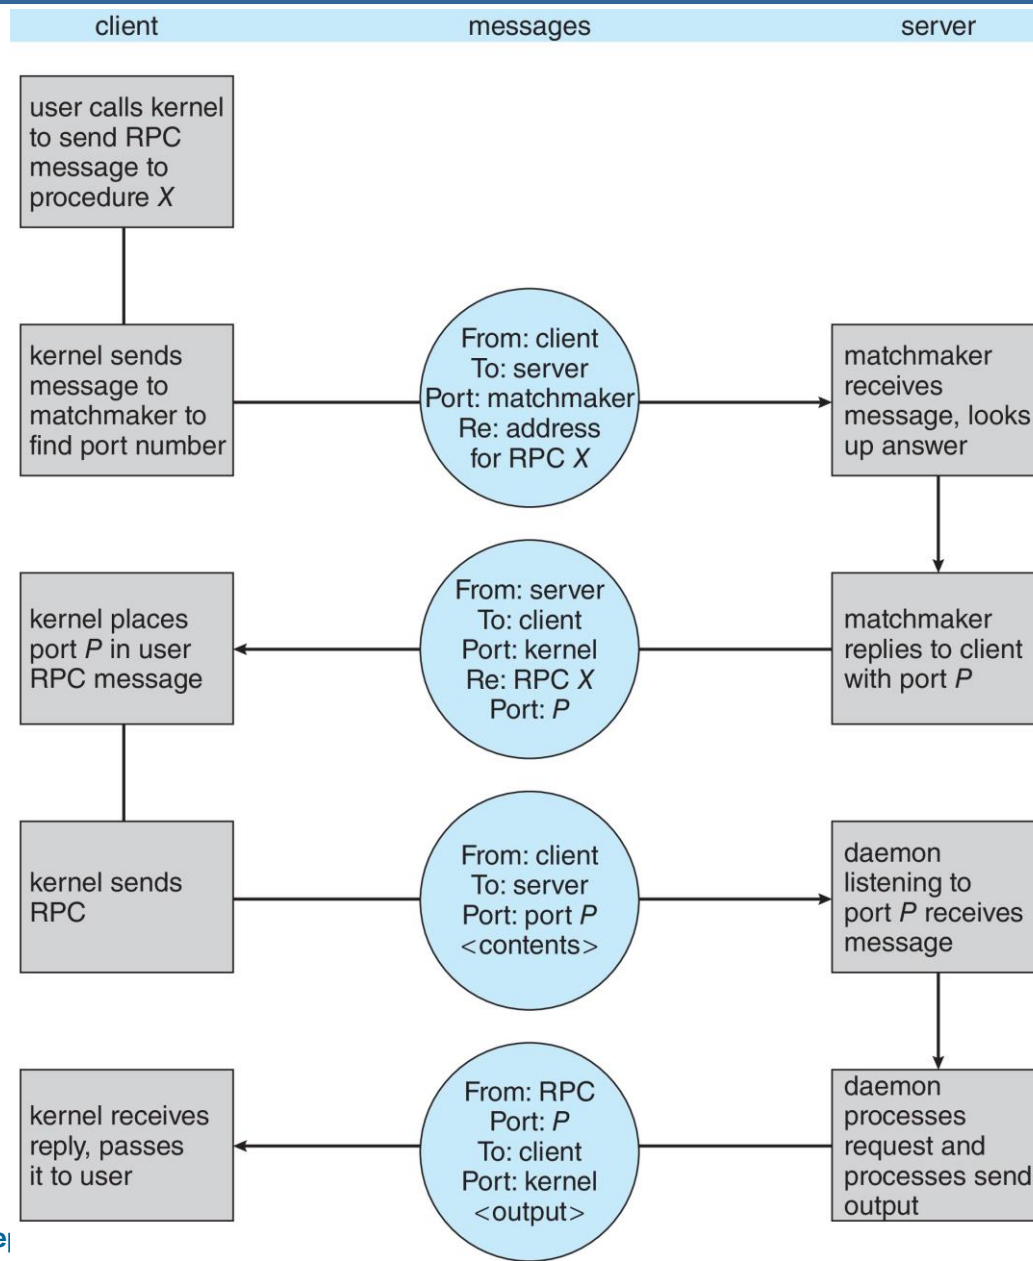 client
messages
server
user calls kernel
to send RPC
message to
procedure X
kernel sends
message to
matchmaker to
find port number
From: client
To: server
Port: matchmaker
Re: address
for RPC X
matchmaker
receives
message, looks
up answer
kernel places
port P in user
RPC message
From: server
To: client
Port: kernel
Re: RPC X
Port: P
matchmaker
replies to client
with port P
kernel sends
RPC
From: client
To: server
Port: port P
<contents>
daemon
listening to
port P receives
message
kernel receives
reply, passes
it to user
From: RPC
Port: P
To: client
Port: kernel
<output>
daemon
processes
request and
processes send
output